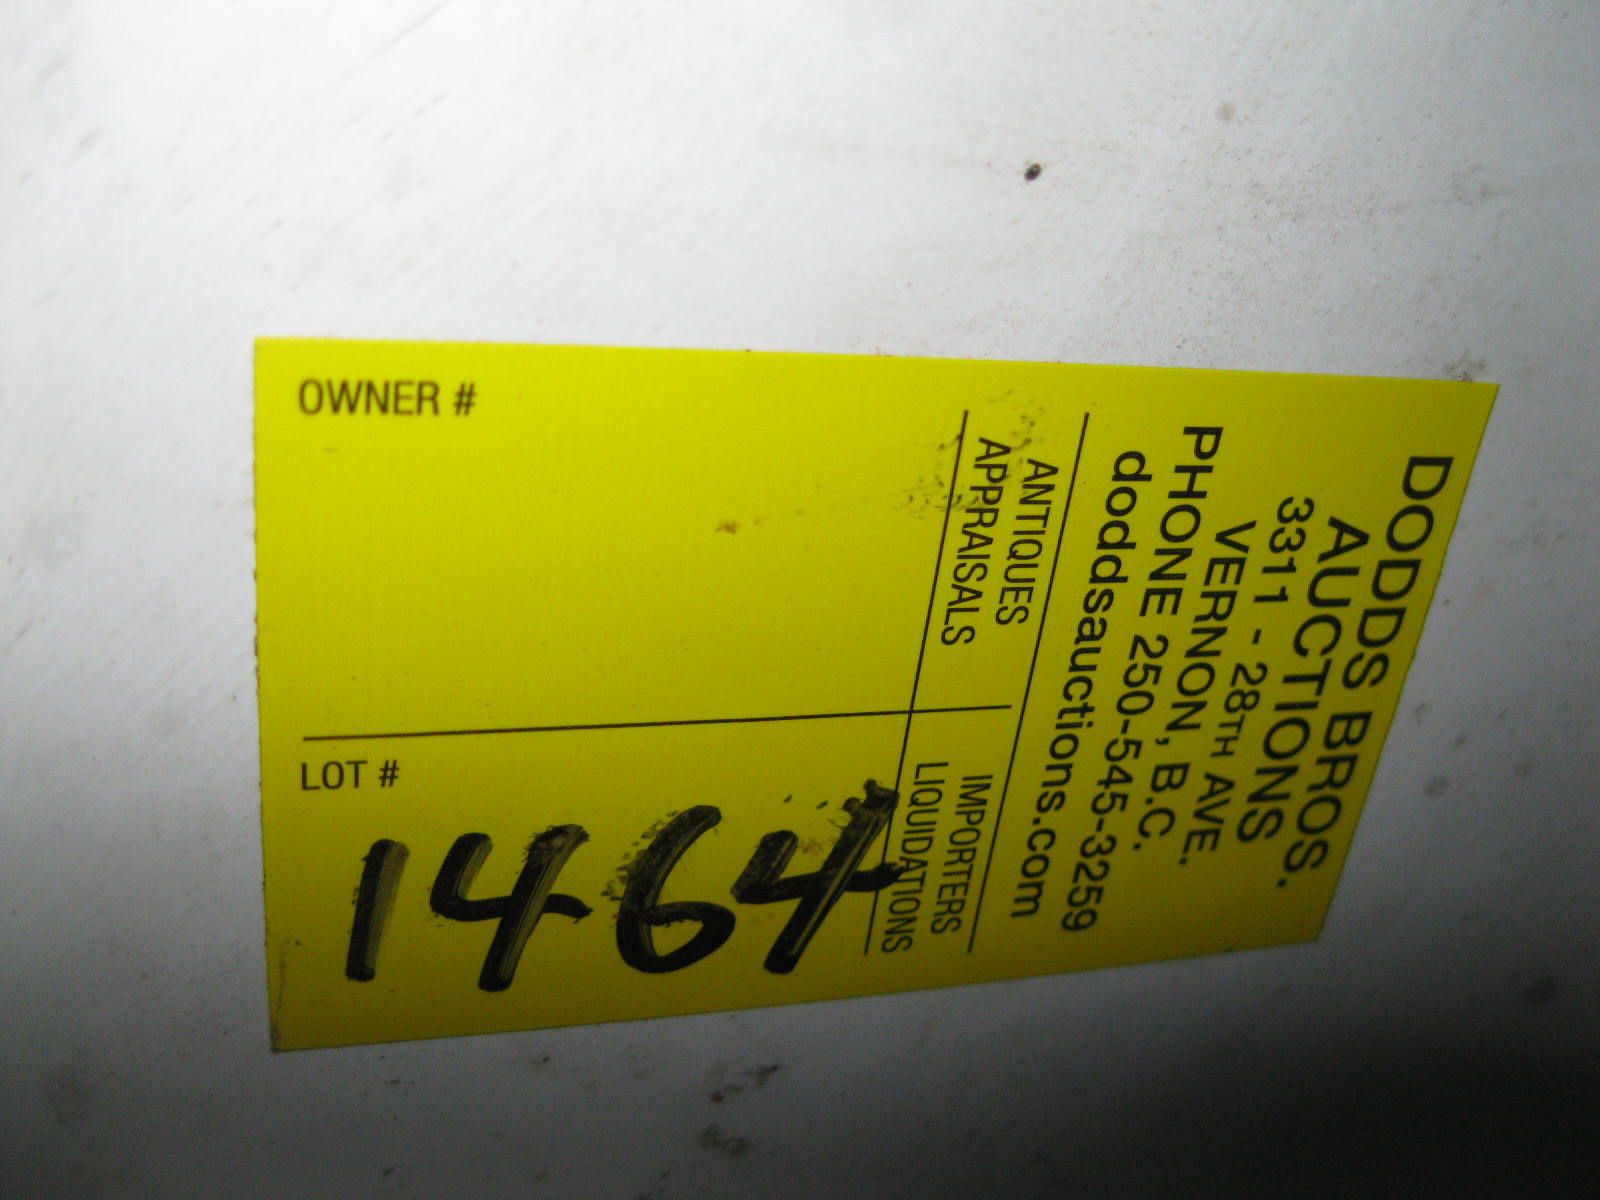 DODDS BROS.
AUCTIONS
3311 - 28TH AVE.
VERNON, B.C.
PHONE 250-545-3259
doddsauctions.com
ANTIQUES
APPRAISALS
IMPORTERS
LIQUIDATIONS
OWNER #
LOT #
1464